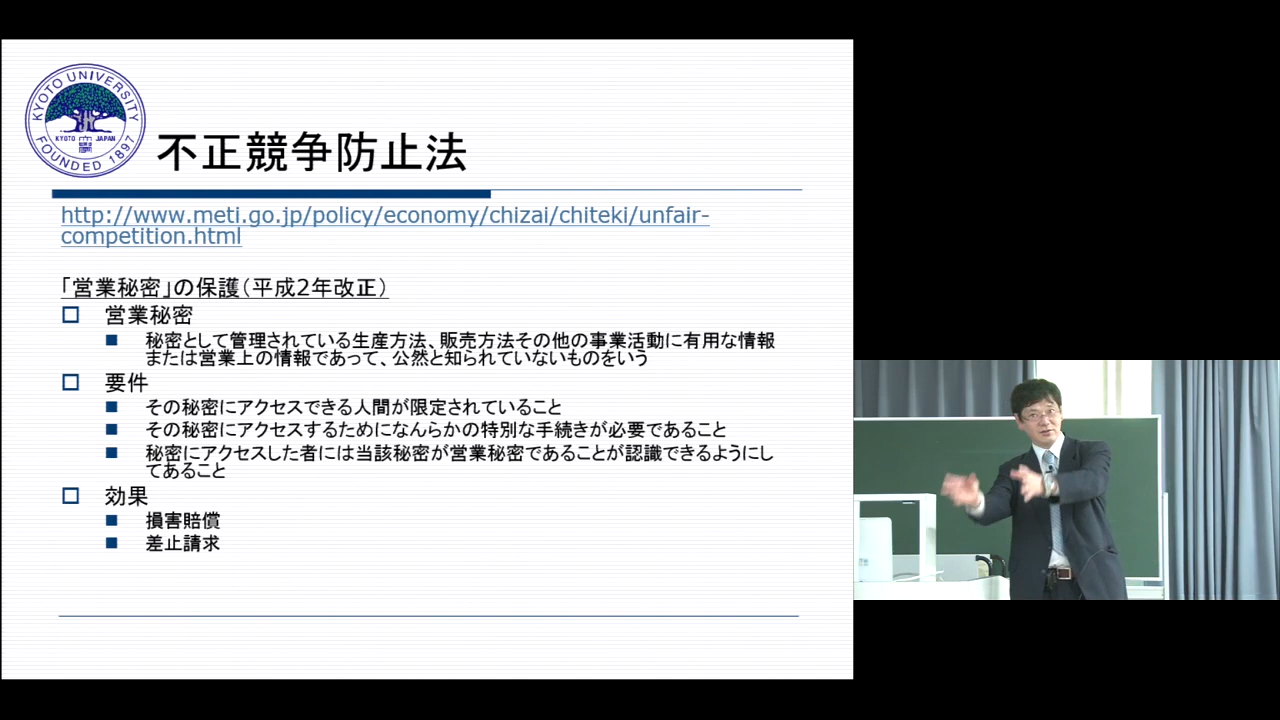 KYOTO UNIVERSITY
KYOTO JAPAN
FOUNDED 1897
不正競争防止法
http://www.meti.go.jp/policy/economy/chizai/chiteki/unfair-
competition.html
「営業秘密」の保護(平成2年改正)
営業秘密
秘密として管理されている生産方法、販売方法その他の事業活動に有用な情報
または営業上の情報であって、公然と知られていないものをいう
要件
その秘密にアクセスできる人間が限定されていること
その秘密にアクセスするためになんらかの特別な手続きが必要であること
秘密にアクセスした者には当該秘密が営業秘密であることが認識できるようにし
てあること
効果
損害賠償
差止請求